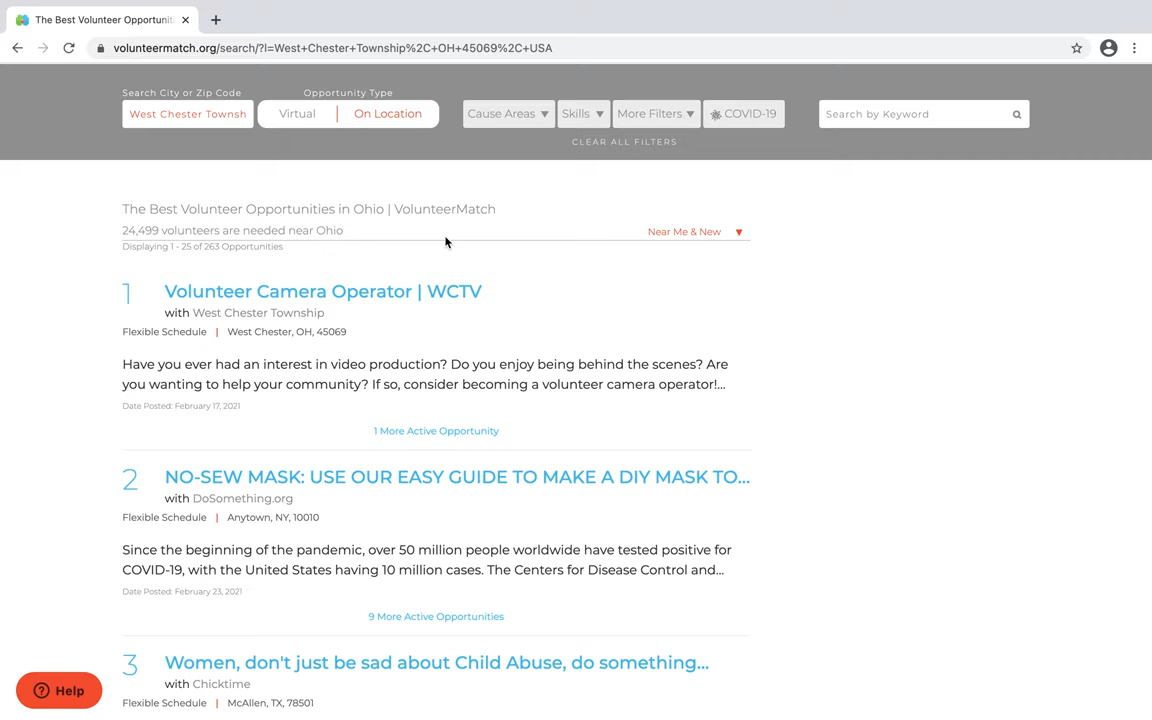 The Best Volunteer Opportuniti
volunteermatch.org/search/?l=West+Chester+Township%2C+OH+45069%2C+USA
Search City or Zip Code
Opportunity Type
West Chester Townsh
Virtual
On Location
Cause Areas ▼
Skills ▼
More Filters ▼
COVID-19
Search by Keyword
CLEAR ALL FILTERS
The Best Volunteer Opportunities in Ohio | VolunteerMatch
24,499 volunteers are needed near Ohio
Near Me & New ▼
Displaying 1 - 25 of 263 Opportunities
1 Volunteer Camera Operator | WCTV
with West Chester Township
Flexible Schedule | West Chester, OH, 45069
Have you ever had an interest in video production? Do you enjoy being behind the scenes? Are
you wanting to help your community? If so, consider becoming a volunteer camera operator!...
Date Posted: February 17, 2021
1 More Active Opportunity
2 NO-SEW MASK: USE OUR EASY GUIDE TO MAKE A DIY MASK TO...
with DoSomething.org
Flexible Schedule | Anytown, NY, 10010
Since the beginning of the pandemic, over 50 million people worldwide have tested positive for
COVID-19, with the United States having 10 million cases. The Centers for Disease Control and...
Date Posted: February 23, 2021
9 More Active Opportunities
3 Women, don't just be sad about Child Abuse, do something...
with Chicktime
Flexible Schedule | McAllen, TX, 78501
Help